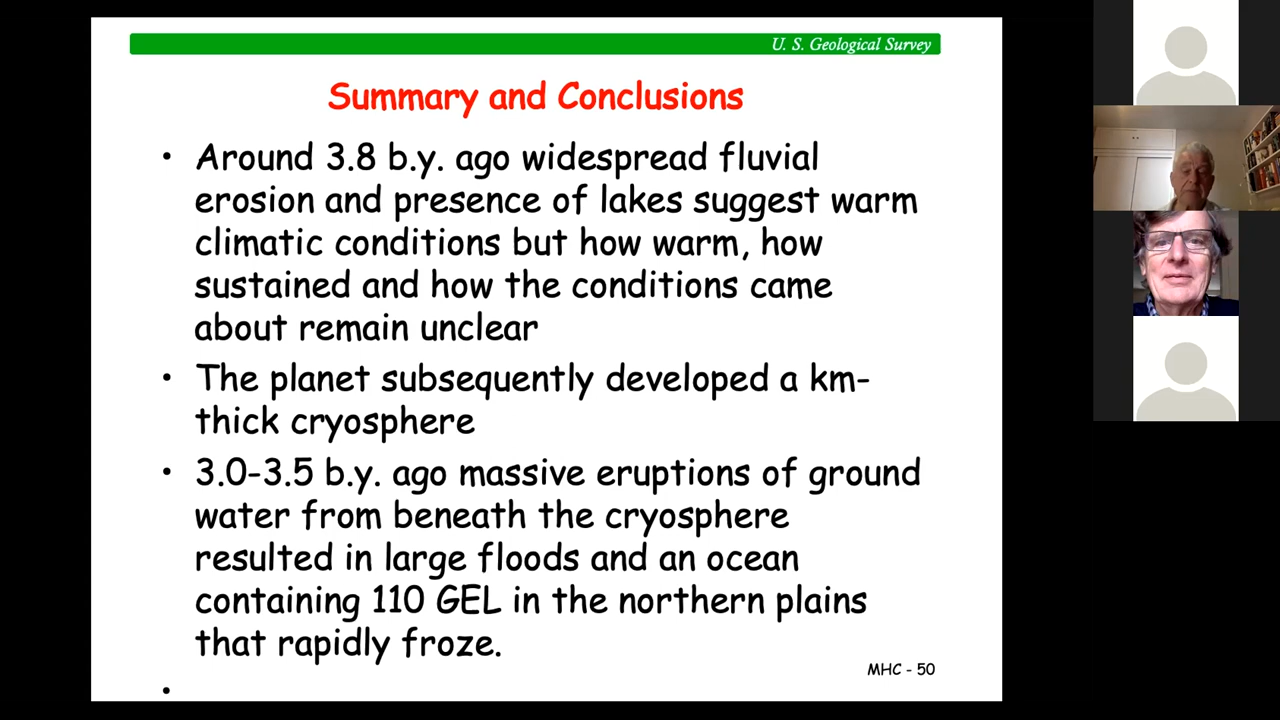 U. S. Geological Survey
Summary and Conclusions
• Around 3.8 b.y. ago widespread fluvial
erosion and presence of lakes suggest warm
climatic conditions but how warm, how
sustained and how the conditions came
about remain unclear
• The planet subsequently developed a km-
thick cryosphere
• 3.0-3.5 b.y. ago massive eruptions of ground
water from beneath the cryosphere
resulted in large floods and an ocean
containing 110 GEL in the northern plains
that rapidly froze.
MHC - 50
•